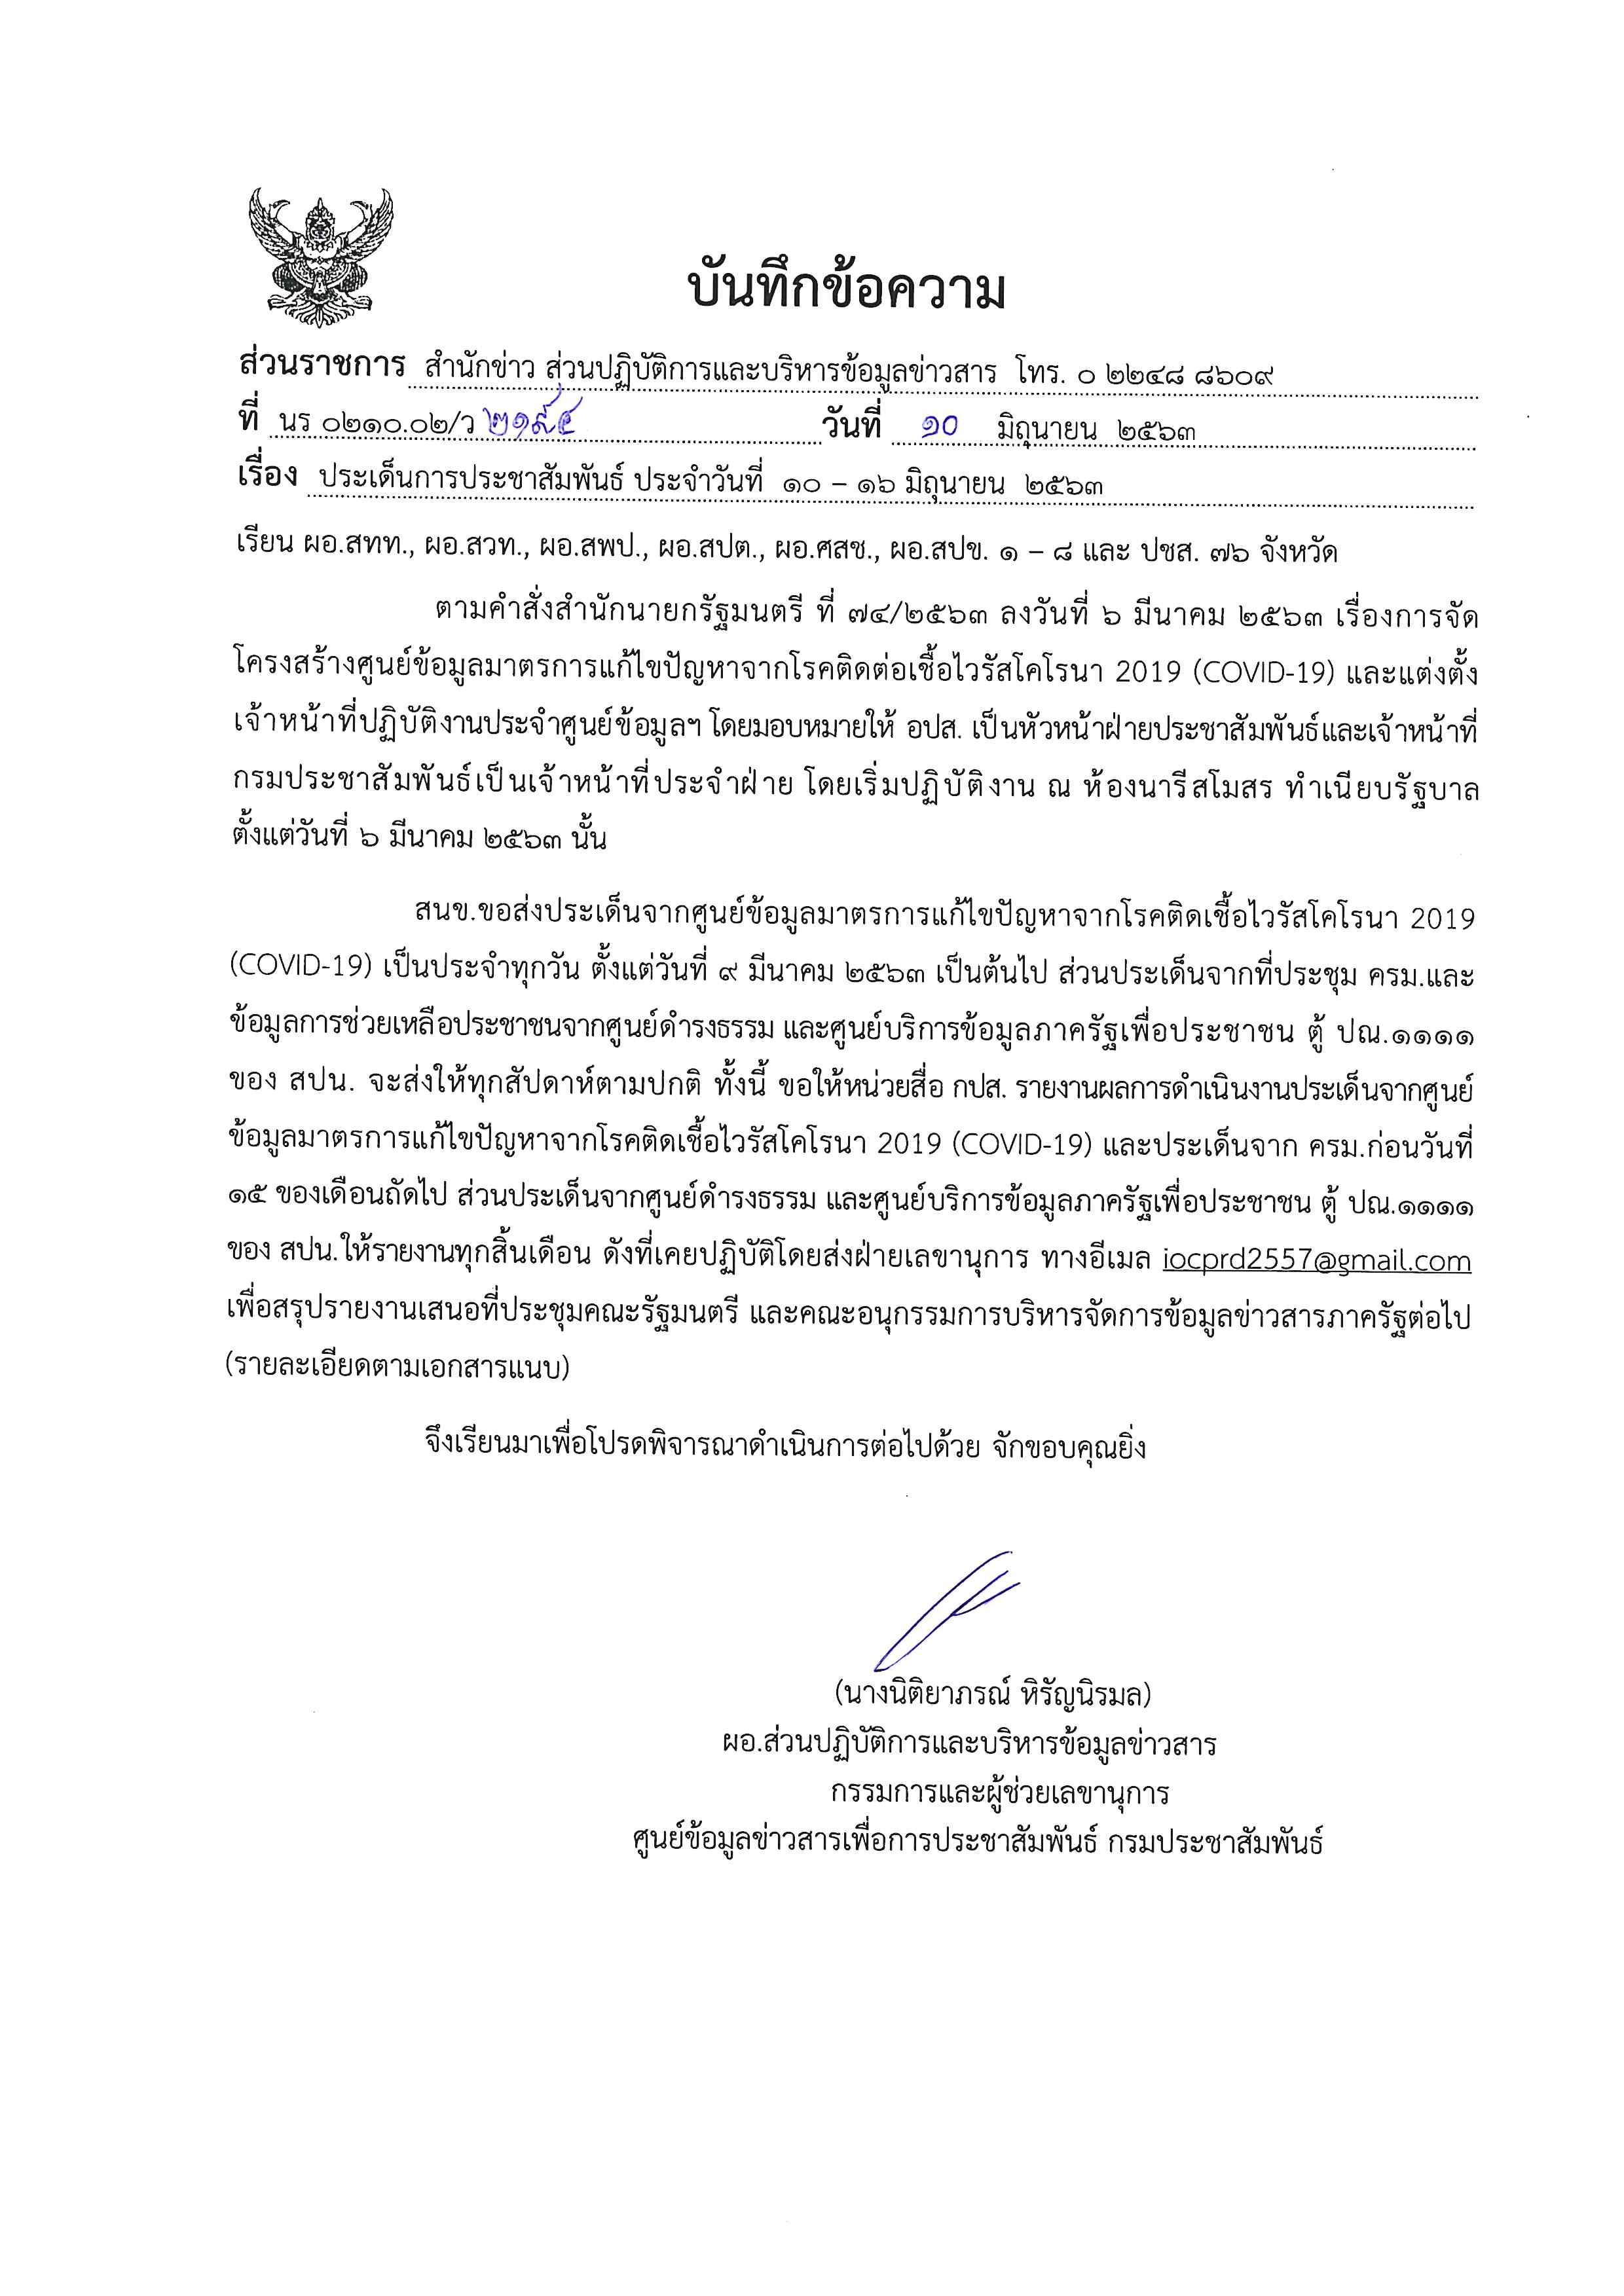 บันทึกข้อความ
ส่วนราชการ สำนักข่าว ส่วนปฏิบัติการและบริหารข้อมูลข่าวสาร โทร. ๐ ๒๒๔๘ ๘๖๐๙
ที่ นร ๐๒๑๐.๐๒/ว ๒๑๙๕ วันที่ ๑๐ มิถุนายน ๒๕๖๓
เรื่อง ประเด็นการประชาสัมพันธ์ ประจำวันที่ ๑๐ – ๑๖ มิถุนายน ๒๕๖๓
เรียน ผอ.สทท., ผอ.สวท., ผอ.สพป., ผอ.สปต., ผอ.ศสช., ผอ.สปข. ๑ – ๘ และ ปชส. ๗๖ จังหวัด
ตามคำสั่งสำนักนายกรัฐมนตรี ที่ ๗๔/๒๕๖๓ ลงวันที่ ๖ มีนาคม ๒๕๖๓ เรื่องการจัด
โครงสร้างศูนย์ข้อมูลมาตรการแก้ไขปัญหาจากโรคติดต่อเชื้อไวรัสโคโรนา 2019 (COVID-19) และแต่งตั้ง
เจ้าหน้าที่ปฏิบัติงานประจำศูนย์ข้อมูลฯ โดยมอบหมายให้ อปส. เป็นหัวหน้าฝ่ายประชาสัมพันธ์และเจ้าหน้าที่
กรมประชาสัมพันธ์เป็นเจ้าหน้าที่ประจำฝ่าย โดยเริ่มปฏิบัติงาน ณ ห้องนารีสโมสร ทำเนียบรัฐบาล
ตั้งแต่วันที่ ๖ มีนาคม ๒๕๖๓ นั้น
สนข.ขอส่งประเด็นจากศูนย์ข้อมูลมาตรการแก้ไขปัญหาจากโรคติดเชื้อไวรัสโคโรนา 2019
(COVID-19) เป็นประจำทุกวัน ตั้งแต่วันที่ ๙ มีนาคม ๒๕๖๓ เป็นต้นไป ส่วนประเด็นจากที่ประชุม ครม.และ
ข้อมูลการช่วยเหลือประชาชนจากศูนย์ดำรงธรรม และศูนย์บริการข้อมูลภาครัฐเพื่อประชาชน ตู้ ปณ.๑๑๑๑
ของ สปน. จะส่งให้ทุกสัปดาห์ตามปกติ ทั้งนี้ ขอให้หน่วยสื่อ กปส. รายงานผลการดำเนินงานประเด็นจากศูนย์
ข้อมูลมาตรการแก้ไขปัญหาจากโรคติดเชื้อไวรัสโคโรนา 2019 (COVID-19) และประเด็นจาก ครม.ก่อนวันที่
๑๕ ของเดือนถัดไป ส่วนประเด็นจากศูนย์ดำรงธรรม และศูนย์บริการข้อมูลภาครัฐเพื่อประชาชน ตู้ ปณ.๑๑๑๑
ของ สปน.ให้รายงานทุกสิ้นเดือน ดังที่เคยปฏิบัติโดยส่งฝ่ายเลขานุการ ทางอีเมล iocprd2557@gmail.com
เพื่อสรุปรายงานเสนอที่ประชุมคณะรัฐมนตรี และคณะอนุกรรมการบริหารจัดการข้อมูลข่าวสารภาครัฐต่อไป
(รายละเอียดตามเอกสารแนบ)
จึงเรียนมาเพื่อโปรดพิจารณาดำเนินการต่อไปด้วย จักขอบคุณยิ่ง
(นางนิติยาภรณ์ หิรัญนิรมล)
ผอ.ส่วนปฏิบัติการและบริหารข้อมูลข่าวสาร
กรรมการและผู้ช่วยเลขานุการ
ศูนย์ข้อมูลข่าวสารเพื่อการประชาสัมพันธ์ กรมประชาสัมพันธ์